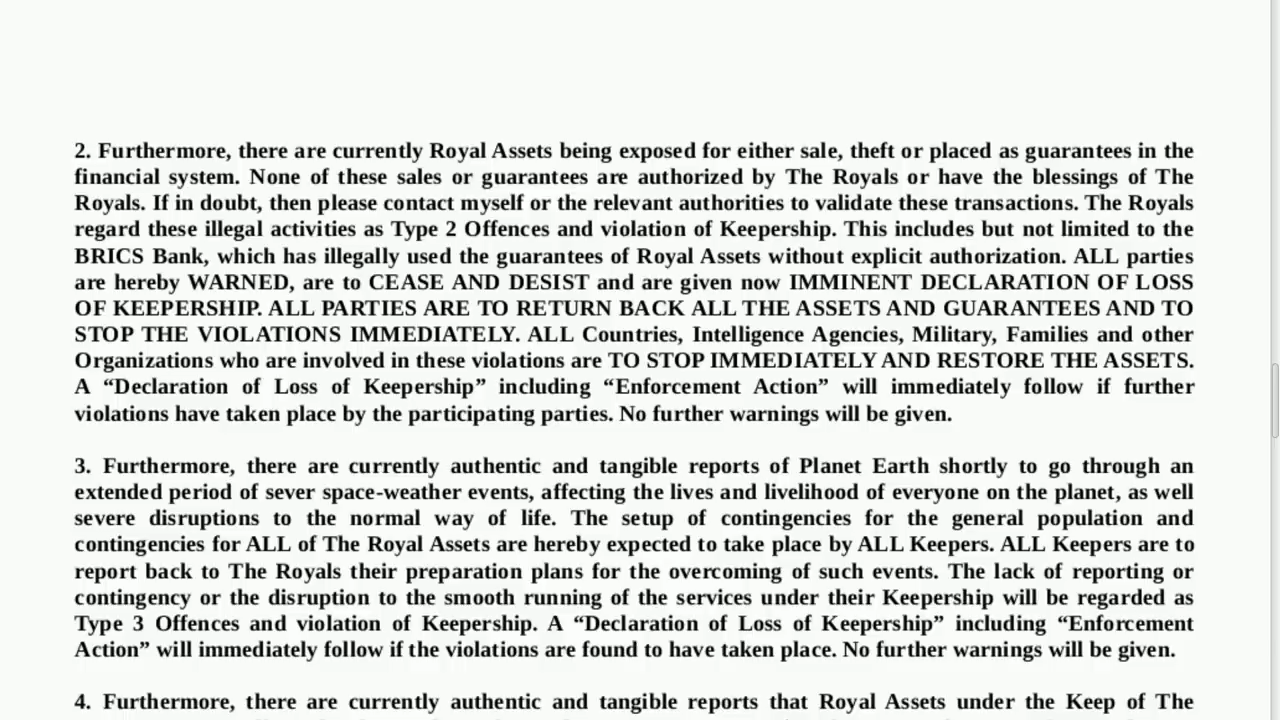 2. Furthermore, there are currently Royal Assets being exposed for either sale, theft or placed as guarantees in the
financial system. None of these sales or guarantees are authorized by The Royals or have the blessings of The
Royals. If in doubt, then please contact myself or the relevant authorities to validate these transactions. The Royals
regard these illegal activities as Type 2 Offences and violation of Keepership. This includes but not limited to the
BRICS Bank, which has illegally used the guarantees of Royal Assets without explicit authorization. ALL parties
are hereby WARNED, are to CEASE AND DESIST and are given now IMMINENT DECLARATION OF LOSS
OF KEEPERSHIP. ALL PARTIES ARE TO RETURN BACK ALL THE ASSETS AND GUARANTEES AND TO
STOP THE VIOLATIONS IMMEDIATELY. ALL Countries, Intelligence Agencies, Military, Families and other
Organizations who are involved in these violations are TO STOP IMMEDIATELY AND RESTORE THE ASSETS.
A “Declaration of Loss of Keepership” including “Enforcement Action” will immediately follow if further
violations have taken place by the participating parties. No further warnings will be given.
3. Furthermore, there are currently authentic and tangible reports of Planet Earth shortly to go through an
extended period of sever space-weather events, affecting the lives and livelihood of everyone on the planet, as well
severe disruptions to the normal way of life. The setup of contingencies for the general population and
contingencies for ALL of The Royal Assets are hereby expected to take place by ALL Keepers. ALL Keepers are to
report back to The Royals their preparation plans for the overcoming of such events. The lack of reporting or
contingency or the disruption to the smooth running of the services under their Keepership will be regarded as
Type 3 Offences and violation of Keepership. A “Declaration of Loss of Keepership” including “Enforcement
Action” will immediately follow if the violations are found to have taken place. No further warnings will be given.
4. Furthermore, there are currently authentic and tangible reports that Royal Assets under the Keep of The